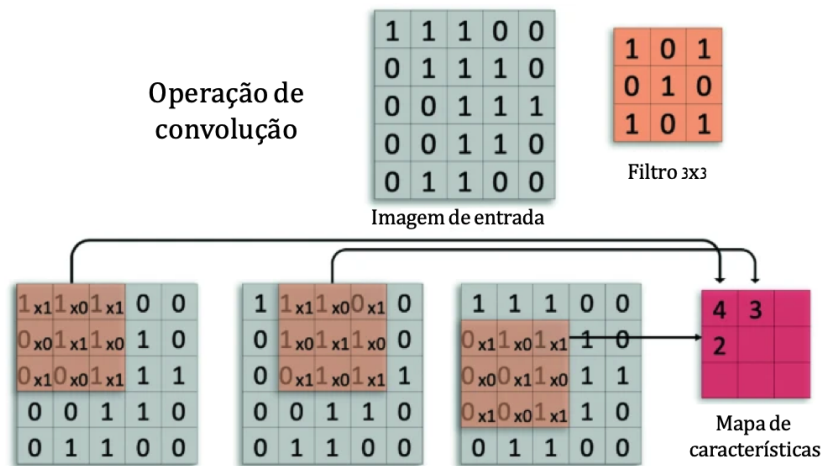 1 1 1 0 0
0 1 1 1 0
0 0 1 1 1
0 0 1 1 0
0 1 1 0 0
Imagem de entrada
Operação de
convolução
1 0 1
0 1 0
1 0 1
Filtro 3x3
1x1 1x0 1x1 0 0
0x0 1x1 1x0 1 0
0x1 0x0 1x1 1 1
0 0 1 1 0
0 1 1 0 0
1 1x1 1x0 0x1 0
0 1x0 1x1 1x0 0
0 0x1 1x0 1x1 1
0 0 1 1 0
0 1 1 0 0
1 1 1 0 0
0x1 1x0 1x1 1 0
0x0 0x1 1x0 1 1
0x1 0x0 1x1 1 0
0 1 1 0 0
4 3
2
Mapa de
características